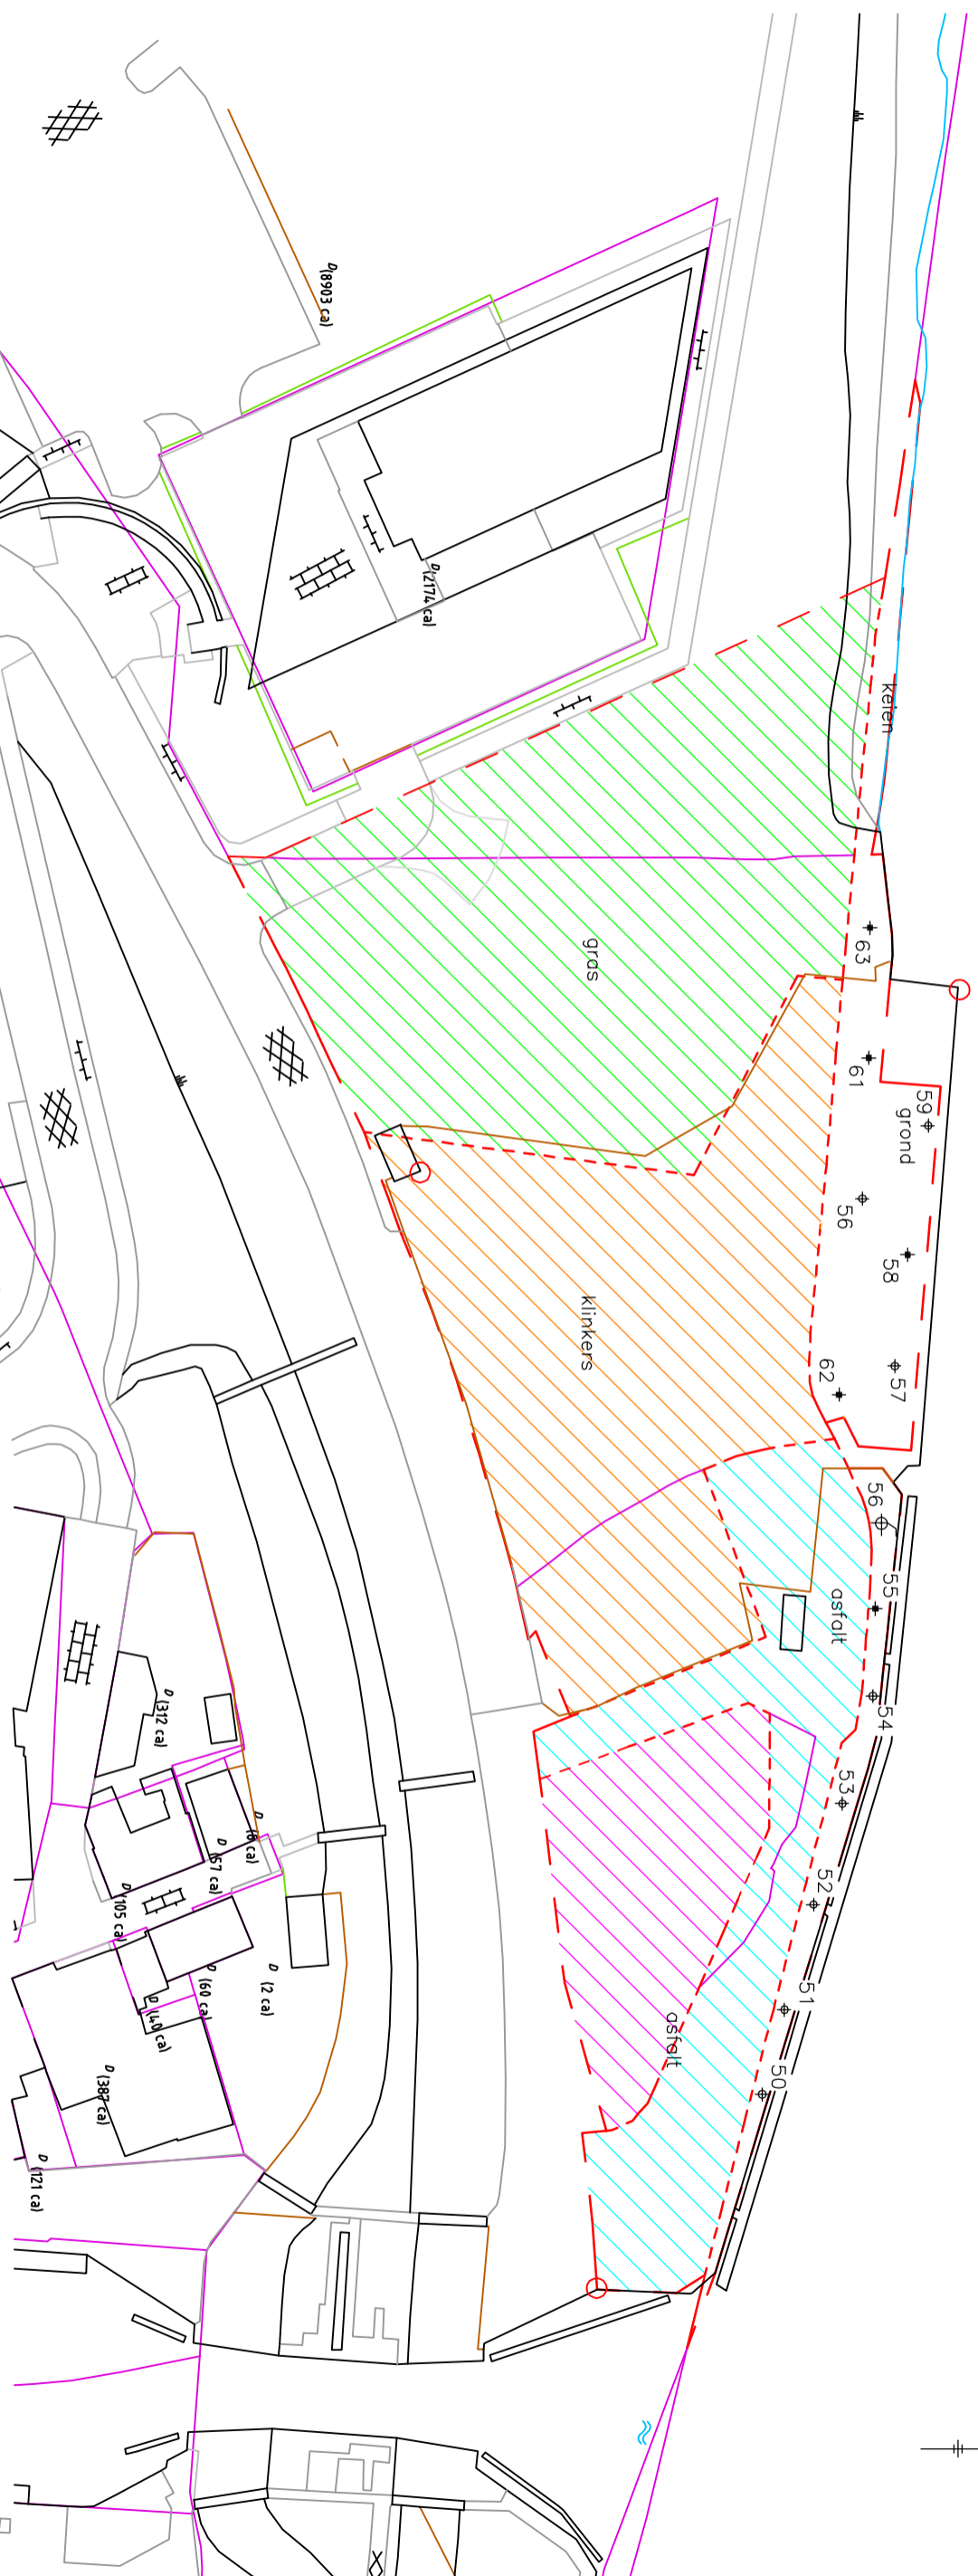 D
(8903 ca)
D
(2174 ca)
keien
63
gras
61
59
grond
56
58
klinkers
57
62
56
55
asfalt
54
53
D
(312 ca)
D
(6 ca)
D
(57 ca)
52
D
(105 ca)
51
D
(60 ca)
D
(2 ca)
D
(40 ca)
asfalt
50
D
(387 ca)
D
(121 ca)